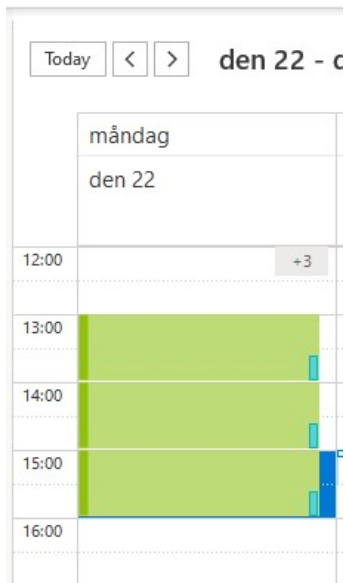 Today < > den 22 - d
måndag
den 22
12:00 +3
13:00
14:00
15:00
16:00